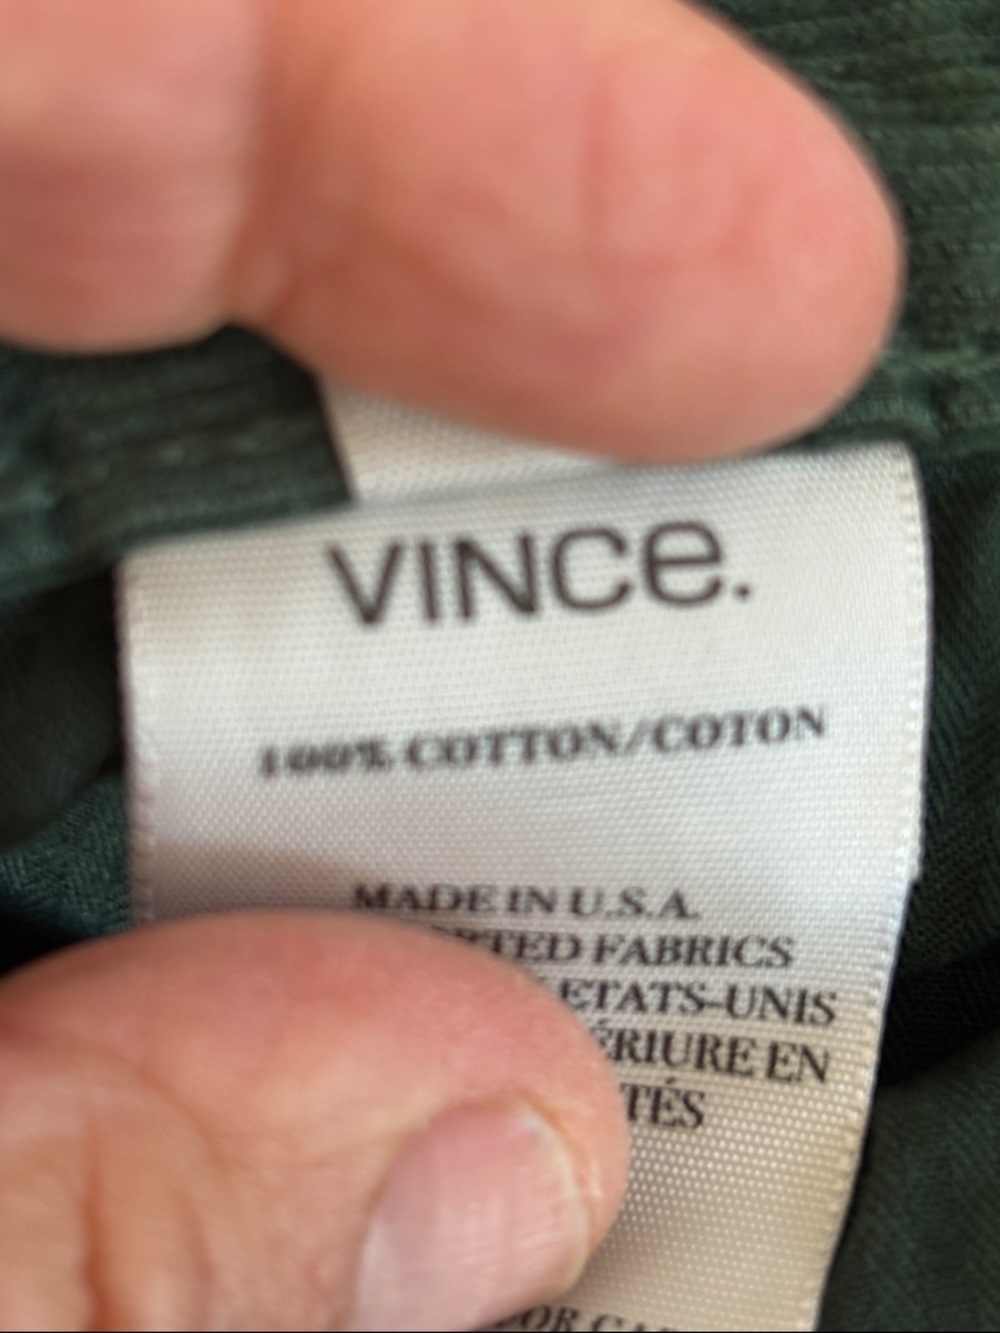 VINCe.
100% COTTON/COTON
MADE IN U.S.A.
FABRICS
ETATS-UNIS
EN